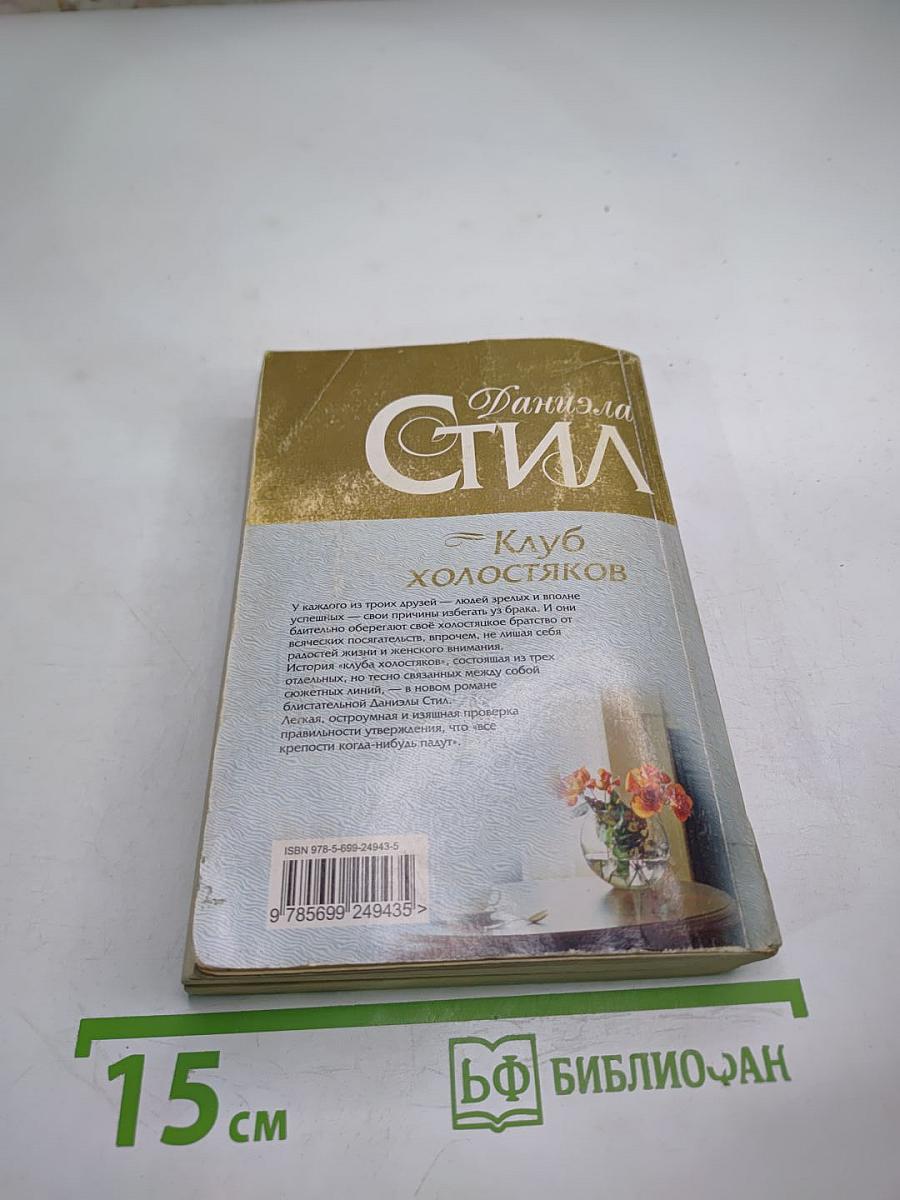 Даниэла
Стил
Клуб
холостяков
У каждого из троих друзей — людей зрелых и вполне
успешных — свои причины избегать уз брака. И они
бдительно оберегают своё холостяцкое братство от
всяческих посягательств, впрочем, не лишая себя
радостей жизни и женского внимания.
История «клуба холостяков», состоящая из трех
отдельных, но тесно связанных между собой
сюжетных линий, — в новом романе
блистательной Даниэлы Стил.
Легкая, остроумная и изящная проверка
правильности утверждения, что «все
крепости когда-нибудь падут».
ISBN 978-5-699-24943-5
9 785699 249435 >
15 см
БФ БИБЛИОФАН